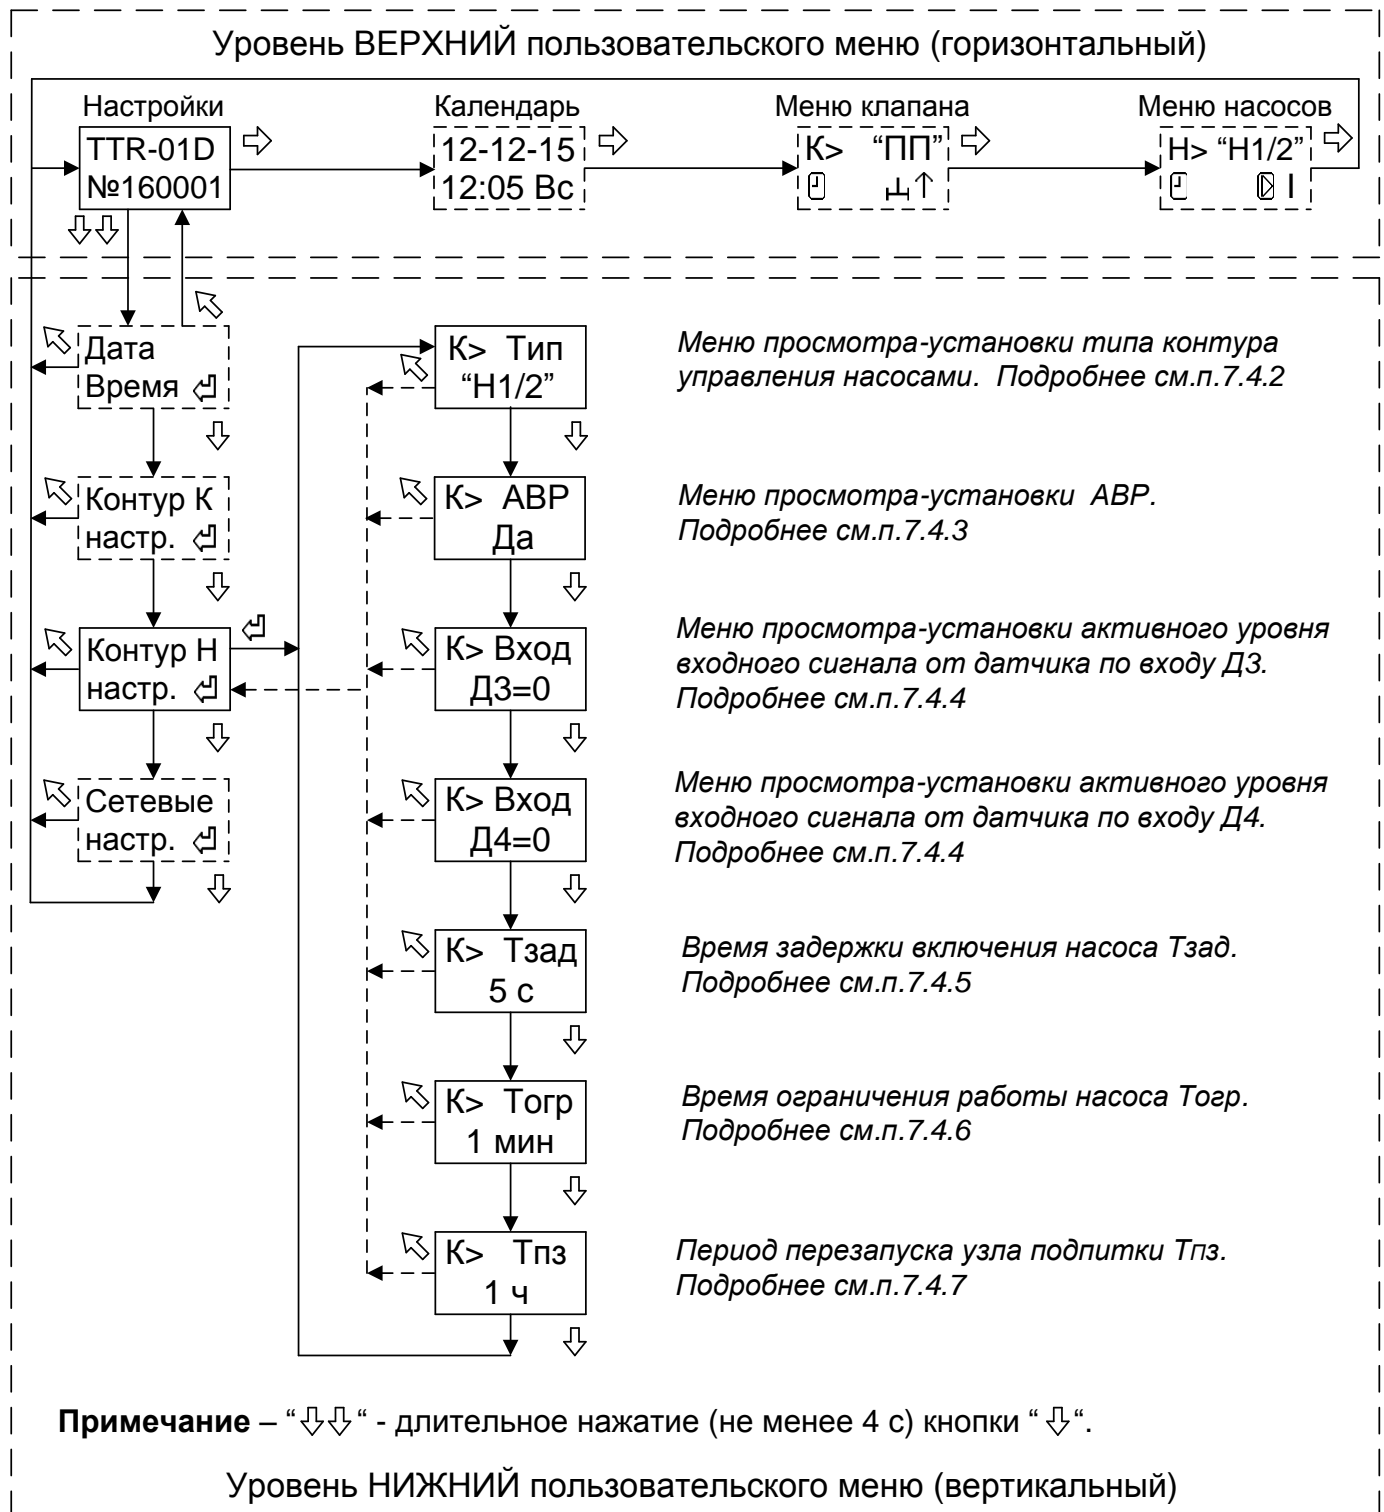 Уровень ВЕРХНИЙ пользовательского меню (горизонтальный)
Настройки
TTR-01D
№160001
Календарь
12-12-15
12:05 Вс
Меню клапана
К> “ПП”
Меню насосов
Н> “Н1/2”
I
Дата
Время
Контур К
настр.
Контур Н
настр.
Сетевые
настр.
К> Тип
“Н1/2”
Меню просмотра-установки типа контура
управления насосами. Подробнее см.п.7.4.2
К> АВР
Да
Меню просмотра-установки АВР.
Подробнее см.п.7.4.3
К> Вход
Д3=0
Меню просмотра-установки активного уровня
входного сигнала от датчика по входу Д3.
Подробнее см.п.7.4.4
К> Вход
Д4=0
Меню просмотра-установки активного уровня
входного сигнала от датчика по входу Д4.
Подробнее см.п.7.4.4
К> Тзад
5 с
Время задержки включения насоса Тзад.
Подробнее см.п.7.4.5
К> Тогр
1 мин
Время ограничения работы насоса Тогр.
Подробнее см.п.7.4.6
К> Тпз
1 ч
Период перезапуска узла подпитки Тпз.
Подробнее см.п.7.4.7
Примечание – “⇩⇩“ - длительное нажатие (не менее 4 с) кнопки “⇩“.
Уровень НИЖНИЙ пользовательского меню (вертикальный)